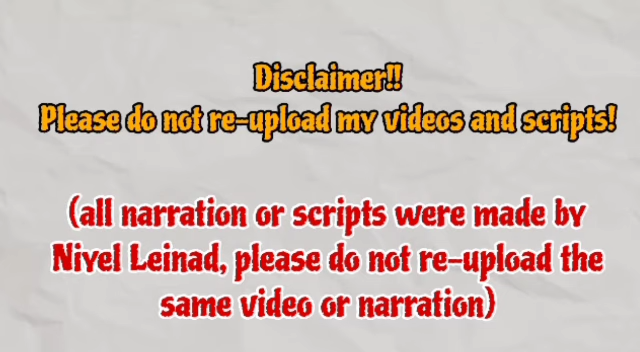 Disclaimer!!
Please do not re-upload my videos and scripts!
(all narration or scripts were made by
Nivel Leinad, please do not re-upload the
same video or narration)